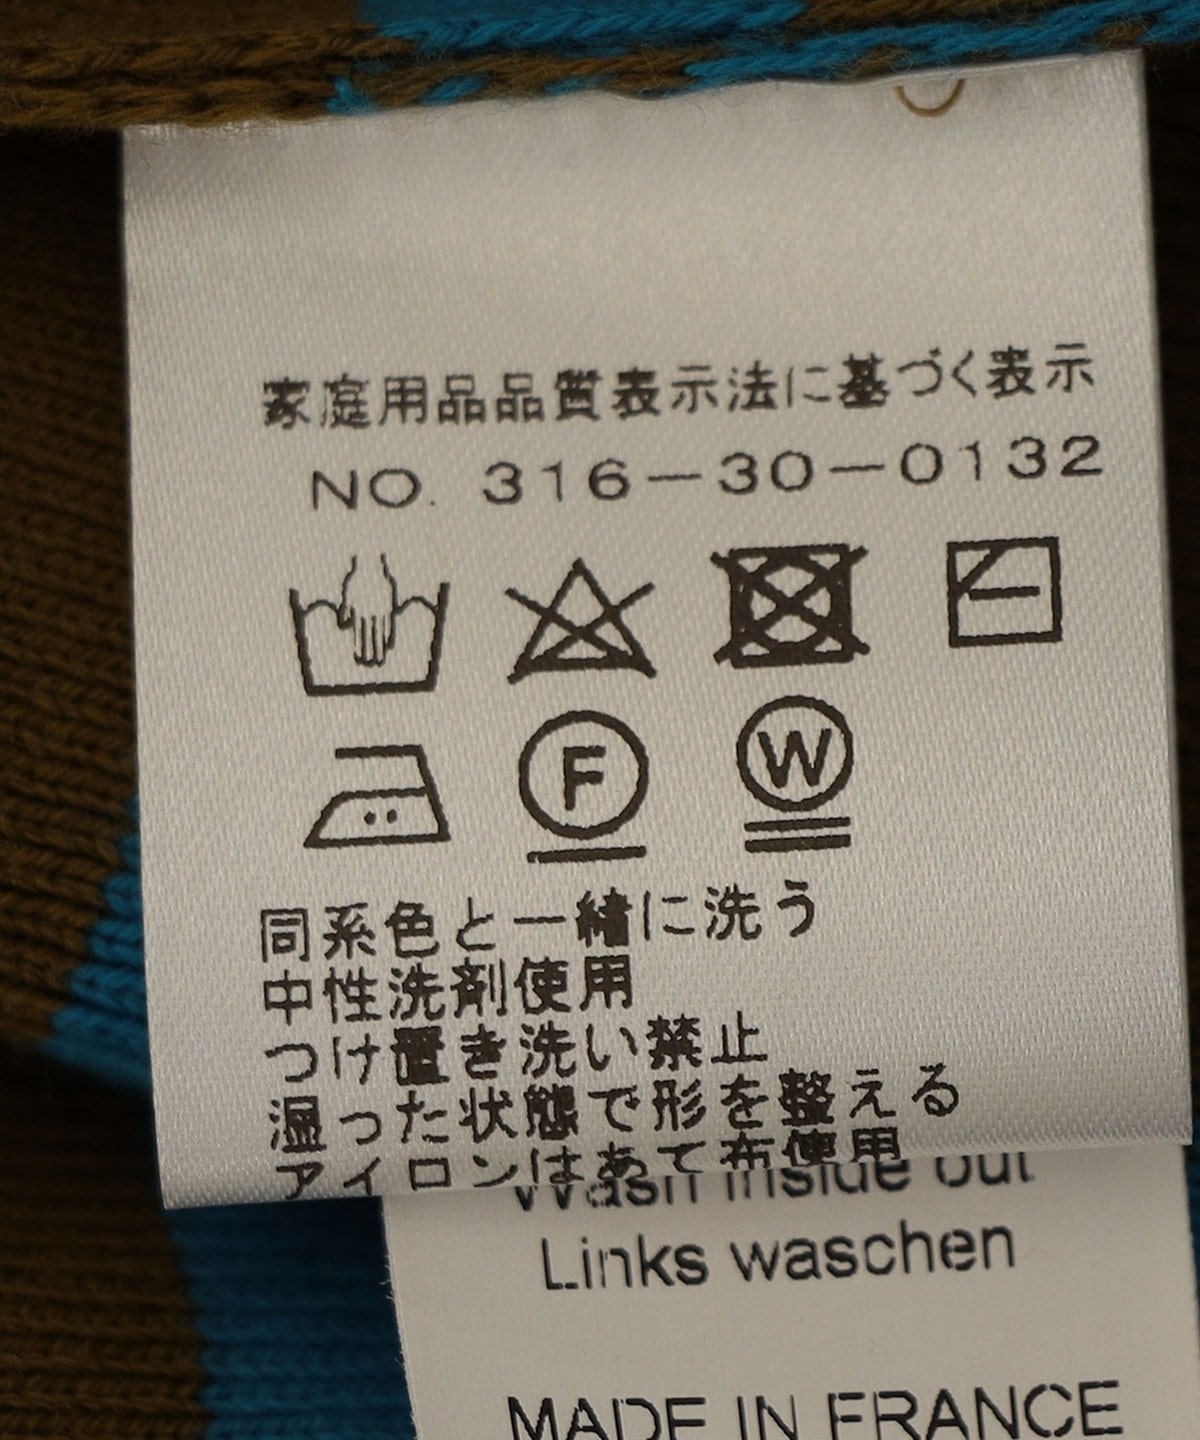 家庭用品品質表示法に基づく表示
NO. 316-30-0132
F
W
同系色と一緒に洗う
中性洗剤使用
つけ置き洗い禁止
湿った状態で形を整える
アイロンはあて布使用
Wash inside out
Links waschen
MADE IN FRANCE